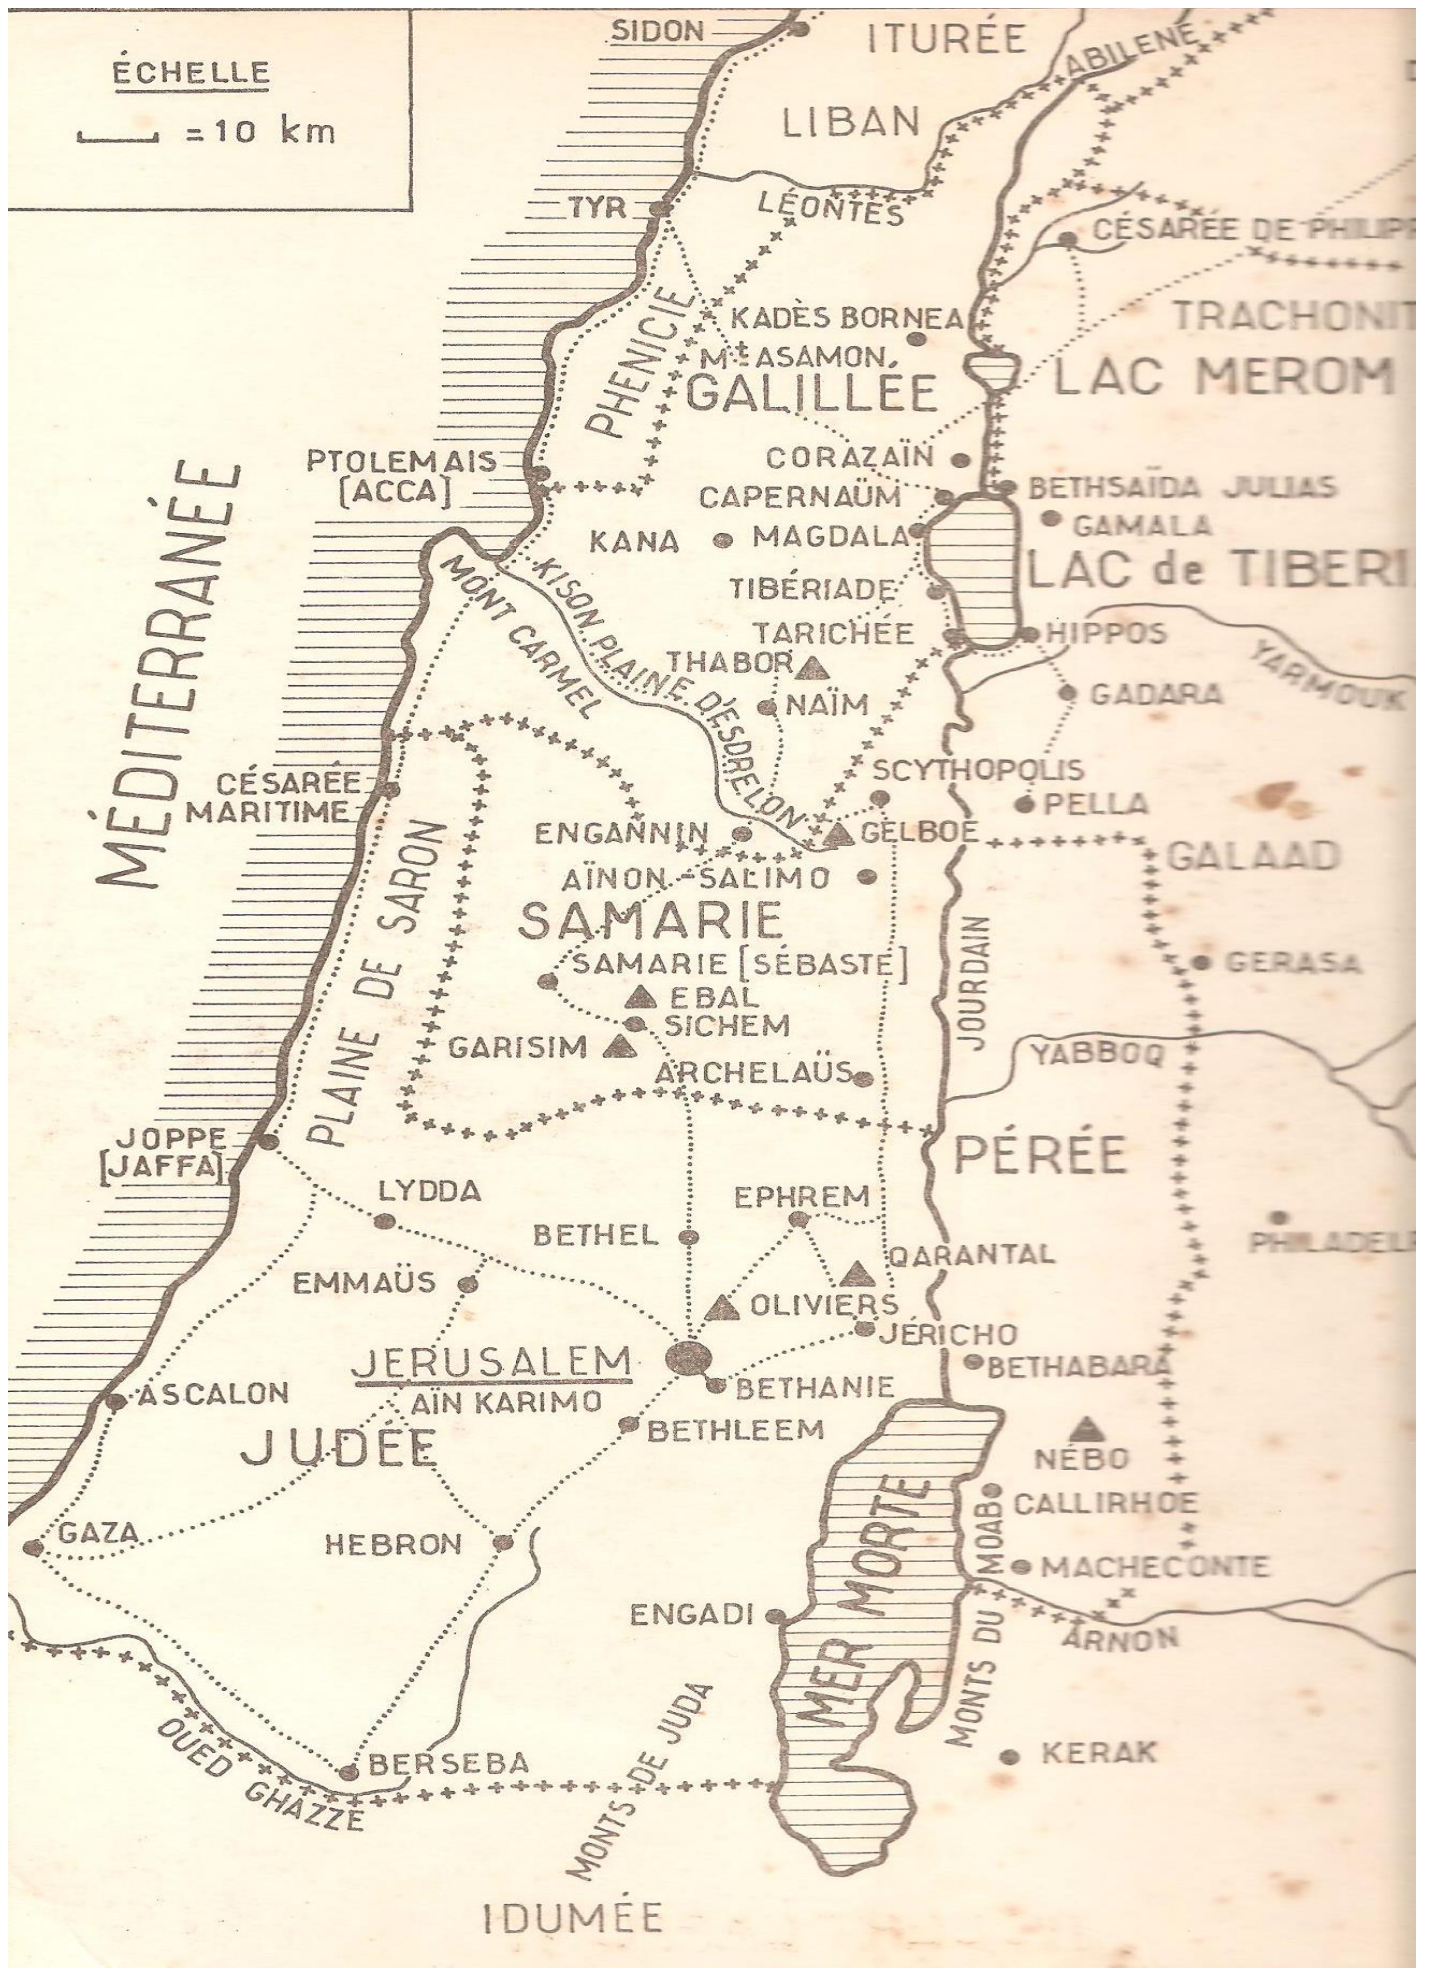 SIDON
ITURÉE
ÉCHELLE
ABILENE
= 10 km
LIBAN
TYR
LÉONTÈS
CÉSARÉE DE PHILIPP
PHENICIE
KADÈS BORNEA
TRACHONIT
Mt ASAMON
GALILLÉE
LAC MEROM
PTOLEMAIS
[ACCA]
CORAZAÏN
CAPERNAÜM
BETHSAÏDA JULIAS
GAMALA
KANA
MAGDALA
LAC de TIBERI
MÉDITERRANÉE
KISON
MONT CARMEL
PLAINE D'ESDRELON
TIBÉRIADE
TARICHÉE
HIPPOS
YARMOUK
THABOR
NAÏM
GADARA
CÉSARÉE
MARITIME
SCYTHOPOLIS
PELLA
ENGANNIN
GELBOE
GALAAD
AÏNON-SALIMO
SAMARIE
PLAINE DE SARON
SAMARIE [SÉBASTE]
JOURDAIN
GERASA
EBAL
SICHEM
GARISIM
YABBOQ
ARCHELAÜS
JOPPE
[JAFFA]
PÉRÉE
LYDDA
EPHREM
BETHEL
PHILADELP
QARANTAL
EMMAÜS
OLIVIERS
JÉRICHO
JERUSALEM
BETHABARA
ASCALON
AÏN KARIMO
BETHANIE
BETHLEEM
JUDÉE
NÉBO
CALLIRHOE
GAZA
HEBRON
MER MORTE
MONTS DU MOAB
MACHECONTE
ENGADI
ARNON
OUED GHAZZE
BERSEBA
MONTS DE JUDA
KERAK
IDUMÉE